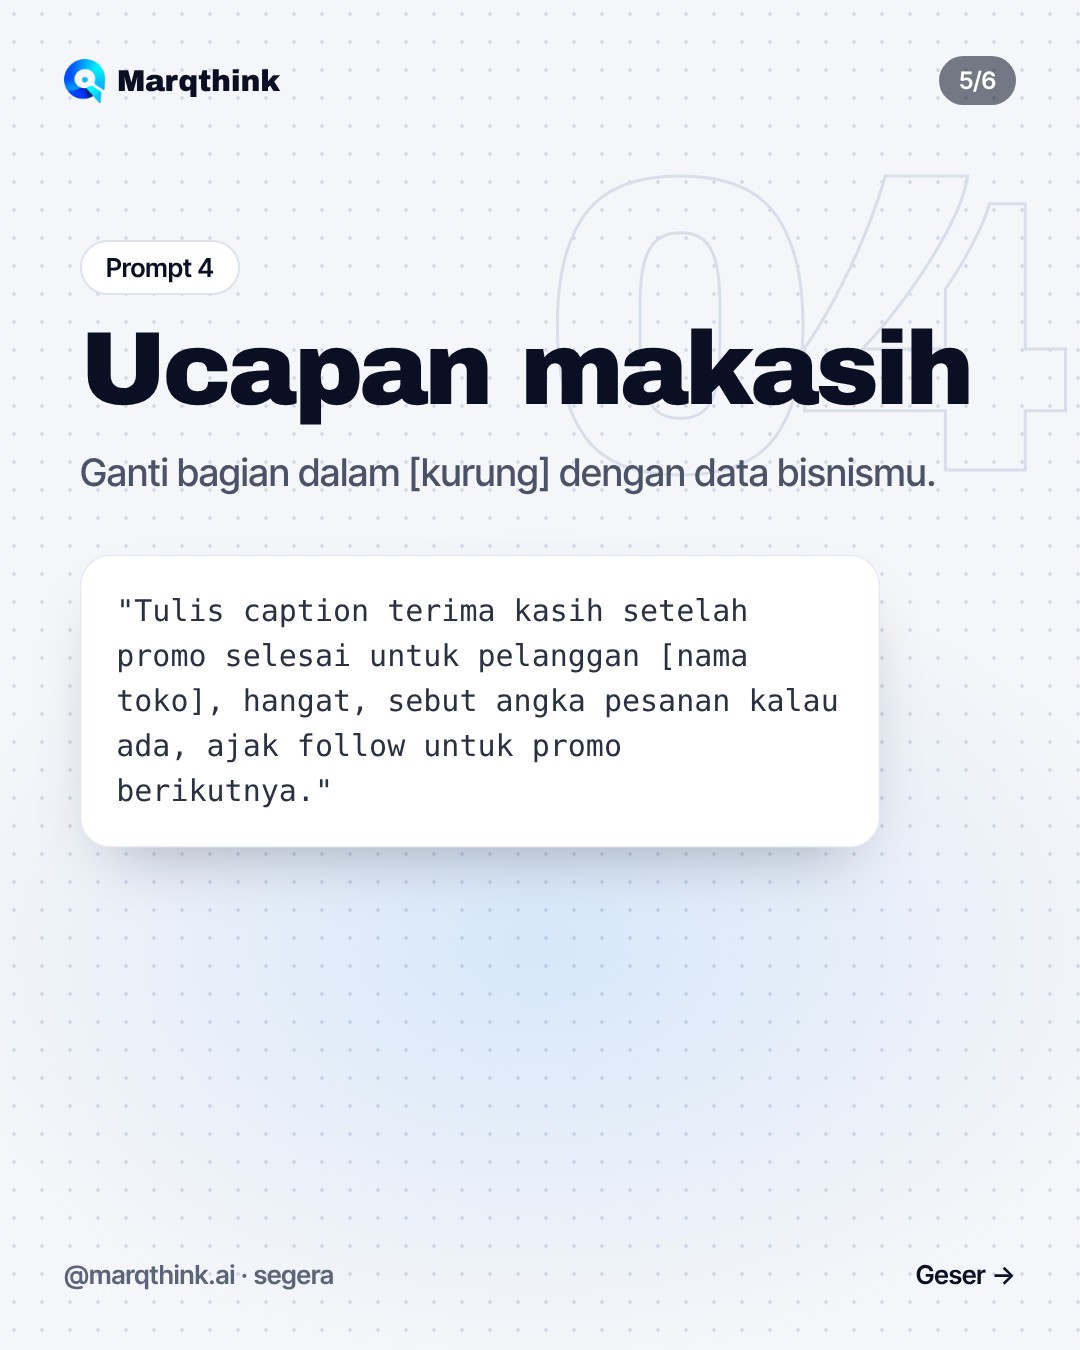 Marqthink
5/6
04
Prompt 4
Ucapan makasih
Ganti bagian dalam [kurung] dengan data bisnismu.
"Tulis caption terima kasih setelah
promo selesai untuk pelanggan [nama
toko], hangat, sebut angka pesanan kalau
ada, ajak follow untuk promo
berikutnya."
@marqthink.ai · segera
Geser →